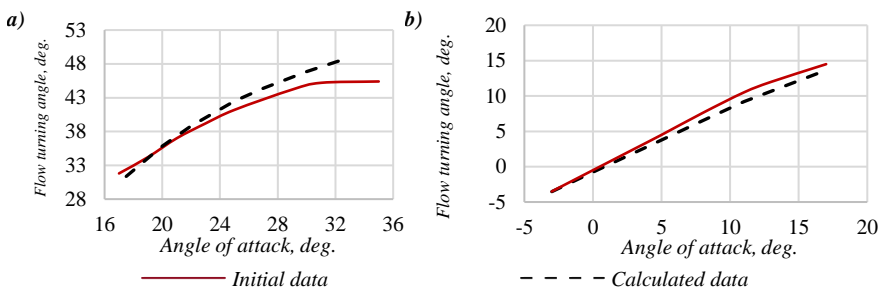 a)
Flow turning angle, deg.
53
48
43
38
33
28
16 20 24 28 32 36
Angle of attack, deg.
b)
Flow turning angle, deg.
20
15
10
5
0
-5
-5 0 5 10 15 20
Angle of attack, deg.
Initial data
Calculated data